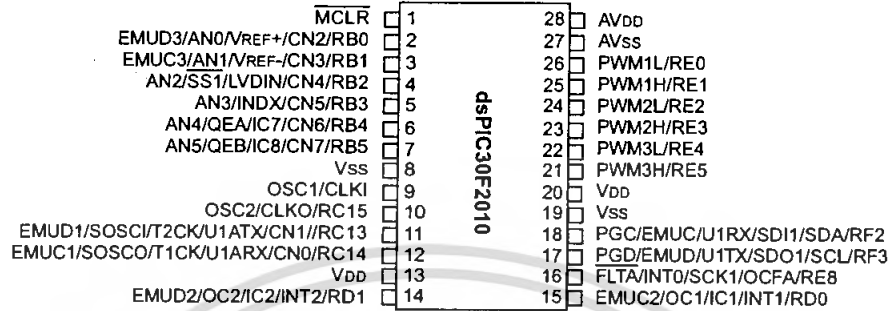 MCLR 1
EMUD3/AN0/VREF+/CN2/RB0 2
EMUC3/AN1/VREF-/CN3/RB1 3
AN2/SS1/LVDIN/CN4/RB2 4
AN3/INDX/CN5/RB3 5
AN4/QEA/IC7/CN6/RB4 6
AN5/QEB/IC8/CN7/RB5 7
VSS 8
OSC1/CLKI 9
OSC2/CLKO/RC15 10
EMUD1/SOSCI/T2CK/U1ATX/CN1//RC13 11
EMUC1/SOSCO/T1CK/U1ARX/CN0/RC14 12
VDD 13
EMUD2/OC2/IC2/INT2/RD1 14
dsPIC30F2010
28 AVDD
27 AVSS
26 PWM1L/RE0
25 PWM1H/RE1
24 PWM2L/RE2
23 PWM2H/RE3
22 PWM3L/RE4
21 PWM3H/RE5
20 VDD
19 VSS
18 PGC/EMUC/U1RX/SDI1/SDA/RF2
17 PGD/EMUD/U1TX/SDO1/SCL/RF3
16 FLTA/INT0/SCK1/OCFA/RE8
15 EMUC2/OC1/IC1/INT1/RD0